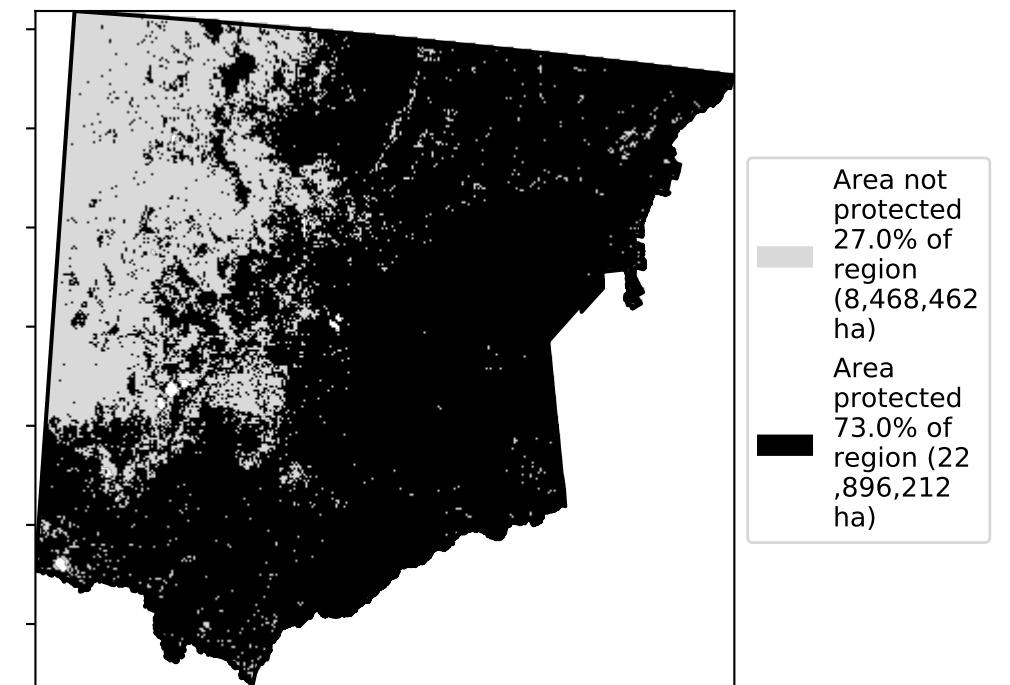 Area not
protected
27.0% of
region
(8,468,462
ha)
Area
protected
73.0% of
region (22
,896,212
ha)